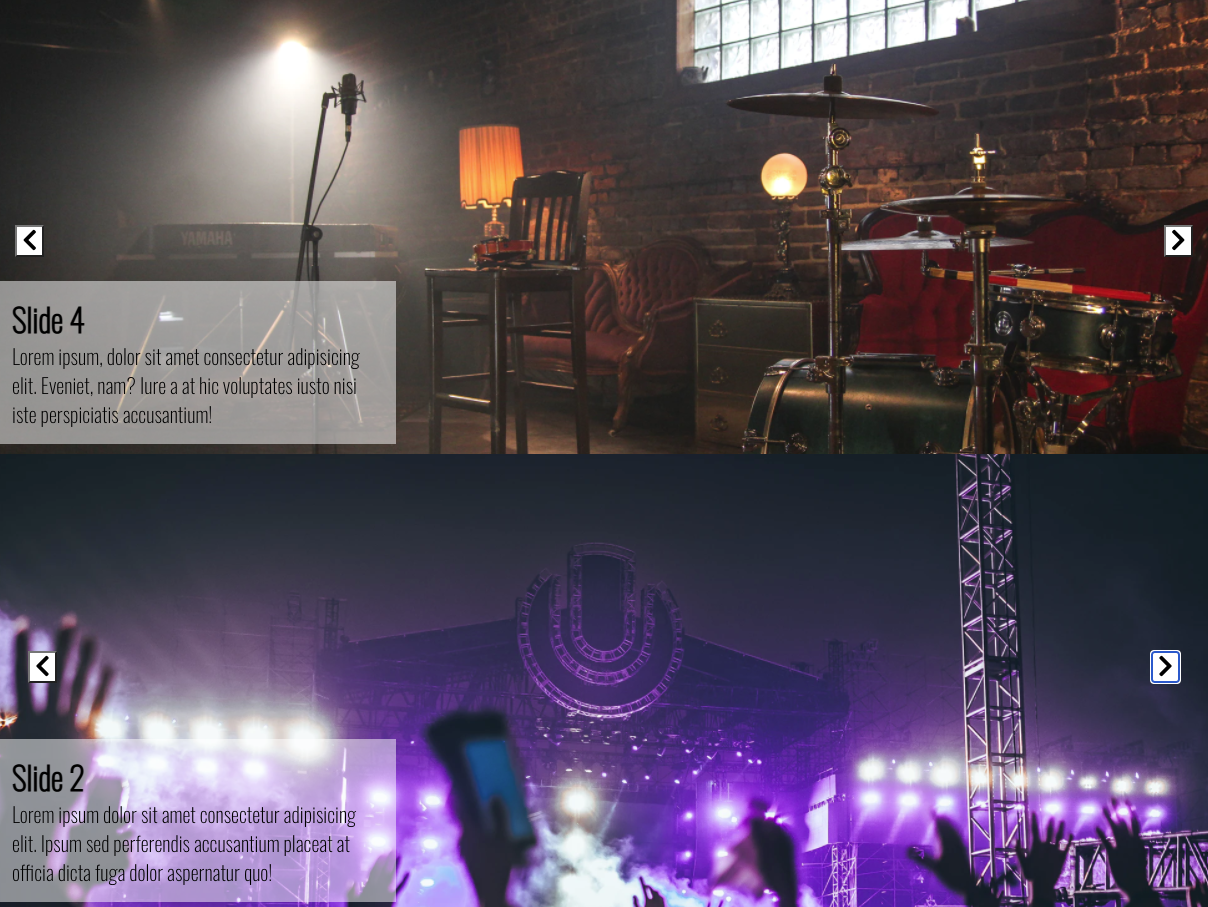 YAMAHA
Slide 4
Lorem ipsum, dolor sit amet consectetur adipisicing
elit. Eveniet, nam? Iure a at hic voluptates iusto nisi
iste perspiciatis accusantium!
Slide 2
Lorem ipsum dolor sit amet consectetur adipisicing
elit. Ipsum sed perferendis accusantium placeat at
officia dicta fuga dolor aspernatur quo!